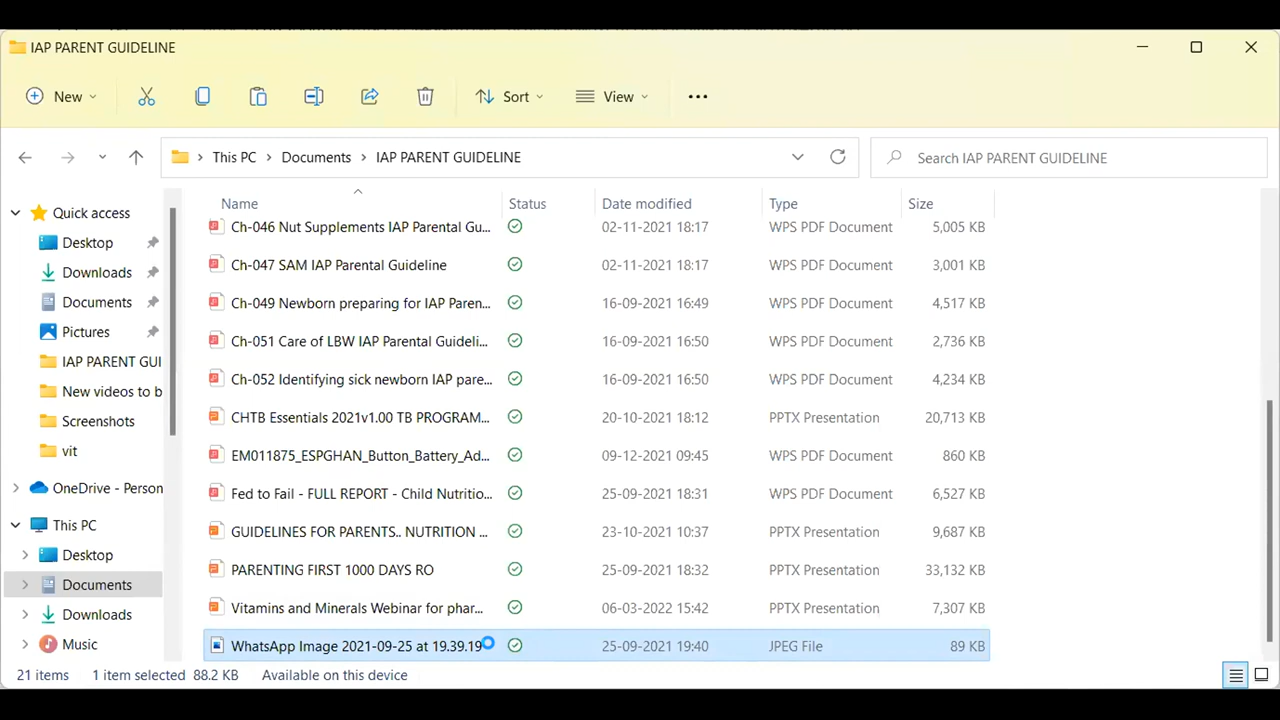 IAP PARENT GUIDELINE
New
Sort
View
This PC > Documents > IAP PARENT GUIDELINE
Search IAP PARENT GUIDELINE
Quick access
Desktop
Downloads
Documents
Pictures
IAP PARENT GUI
New videos to b
Screenshots
vit
OneDrive - Person
This PC
Desktop
Documents
Downloads
Music
Name Status Date modified Type Size
Ch-046 Nut Supplements IAP Parental Gu... 02-11-2021 18:17 WPS PDF Document 5,005 KB
Ch-047 SAM IAP Parental Guideline 02-11-2021 18:17 WPS PDF Document 3,001 KB
Ch-049 Newborn preparing for IAP Paren... 16-09-2021 16:49 WPS PDF Document 4,517 KB
Ch-051 Care of LBW IAP Parental Guideli... 16-09-2021 16:50 WPS PDF Document 2,736 KB
Ch-052 Identifying sick newborn IAP pare... 16-09-2021 16:50 WPS PDF Document 4,234 KB
CHTB Essentials 2021v1.00 TB PROGRAM... 20-10-2021 18:12 PPTX Presentation 20,713 KB
EM011875_ESPGHAN_Button_Battery_Ad... 09-12-2021 09:45 WPS PDF Document 860 KB
Fed to Fail - FULL REPORT - Child Nutritio... 25-09-2021 18:31 WPS PDF Document 6,527 KB
GUIDELINES FOR PARENTS.. NUTRITION ... 23-10-2021 10:37 PPTX Presentation 9,687 KB
PARENTING FIRST 1000 DAYS RO 25-09-2021 18:32 PPTX Presentation 33,132 KB
Vitamins and Minerals Webinar for phar... 06-03-2022 15:42 PPTX Presentation 7,307 KB
WhatsApp Image 2021-09-25 at 19.39.19 25-09-2021 19:40 JPEG File 89 KB
21 items 1 item selected 88.2 KB Available on this device